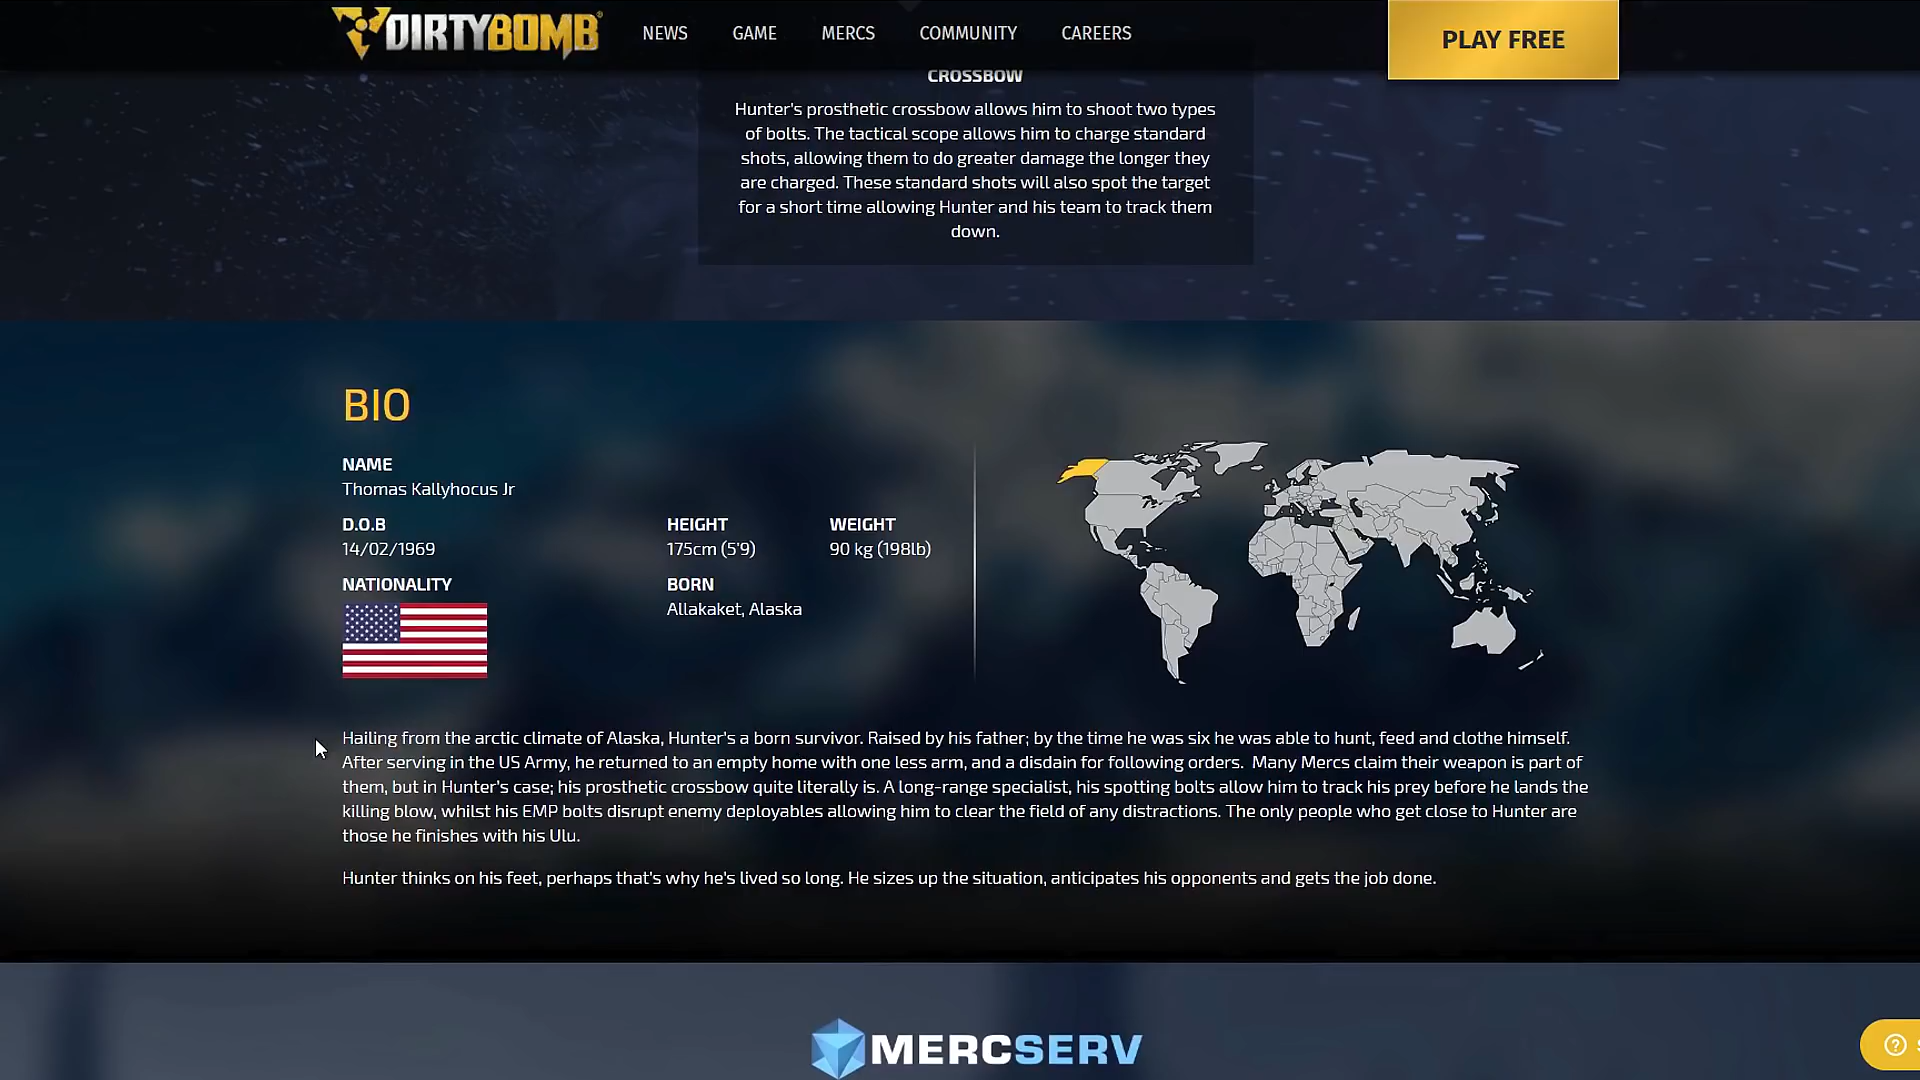 DIRTYBOMB®
NEWS GAME MERCS COMMUNITY CAREERS
PLAY FREE
CROSSBOW
Hunter's prosthetic crossbow allows him to shoot two types
of bolts. The tactical scope allows him to charge standard
shots, allowing them to do greater damage the longer they
are charged. These standard shots will also spot the target
for a short time allowing Hunter and his team to track them
down.
BIO
NAME
Thomas Kallyhocus Jr
D.O.B HEIGHT WEIGHT
14/02/1969 175cm (5'9) 90 kg (198lb)
NATIONALITY BORN
Allakaket, Alaska
Hailing from the arctic climate of Alaska, Hunter's a born survivor. Raised by his father; by the time he was six he was able to hunt, feed and clothe himself.
After serving in the US Army, he returned to an empty home with one less arm, and a disdain for following orders. Many Mercs claim their weapon is part of
them, but in Hunter's case; his prosthetic crossbow quite literally is. A long-range specialist, his spotting bolts allow him to track his prey before he lands the
killing blow, whilst his EMP bolts disrupt enemy deployables allowing him to clear the field of any distractions. The only people who get close to Hunter are
those he finishes with his Ulu.
Hunter thinks on his feet, perhaps that's why he's lived so long. He sizes up the situation, anticipates his opponents and gets the job done.
MERCSERV